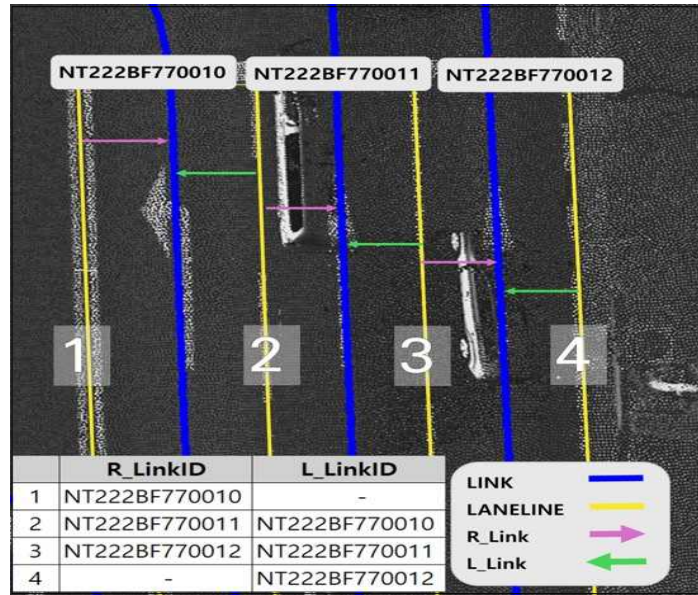 NT222BF770010 NT222BF770011 NT222BF770012
1 2 3 4
R_LinkID L_LinkID
1 NT222BF770010 -
2 NT222BF770011 NT222BF770010
3 NT222BF770012 NT222BF770011
4 - NT222BF770012
LINK
LANELINE
R_Link
L_Link